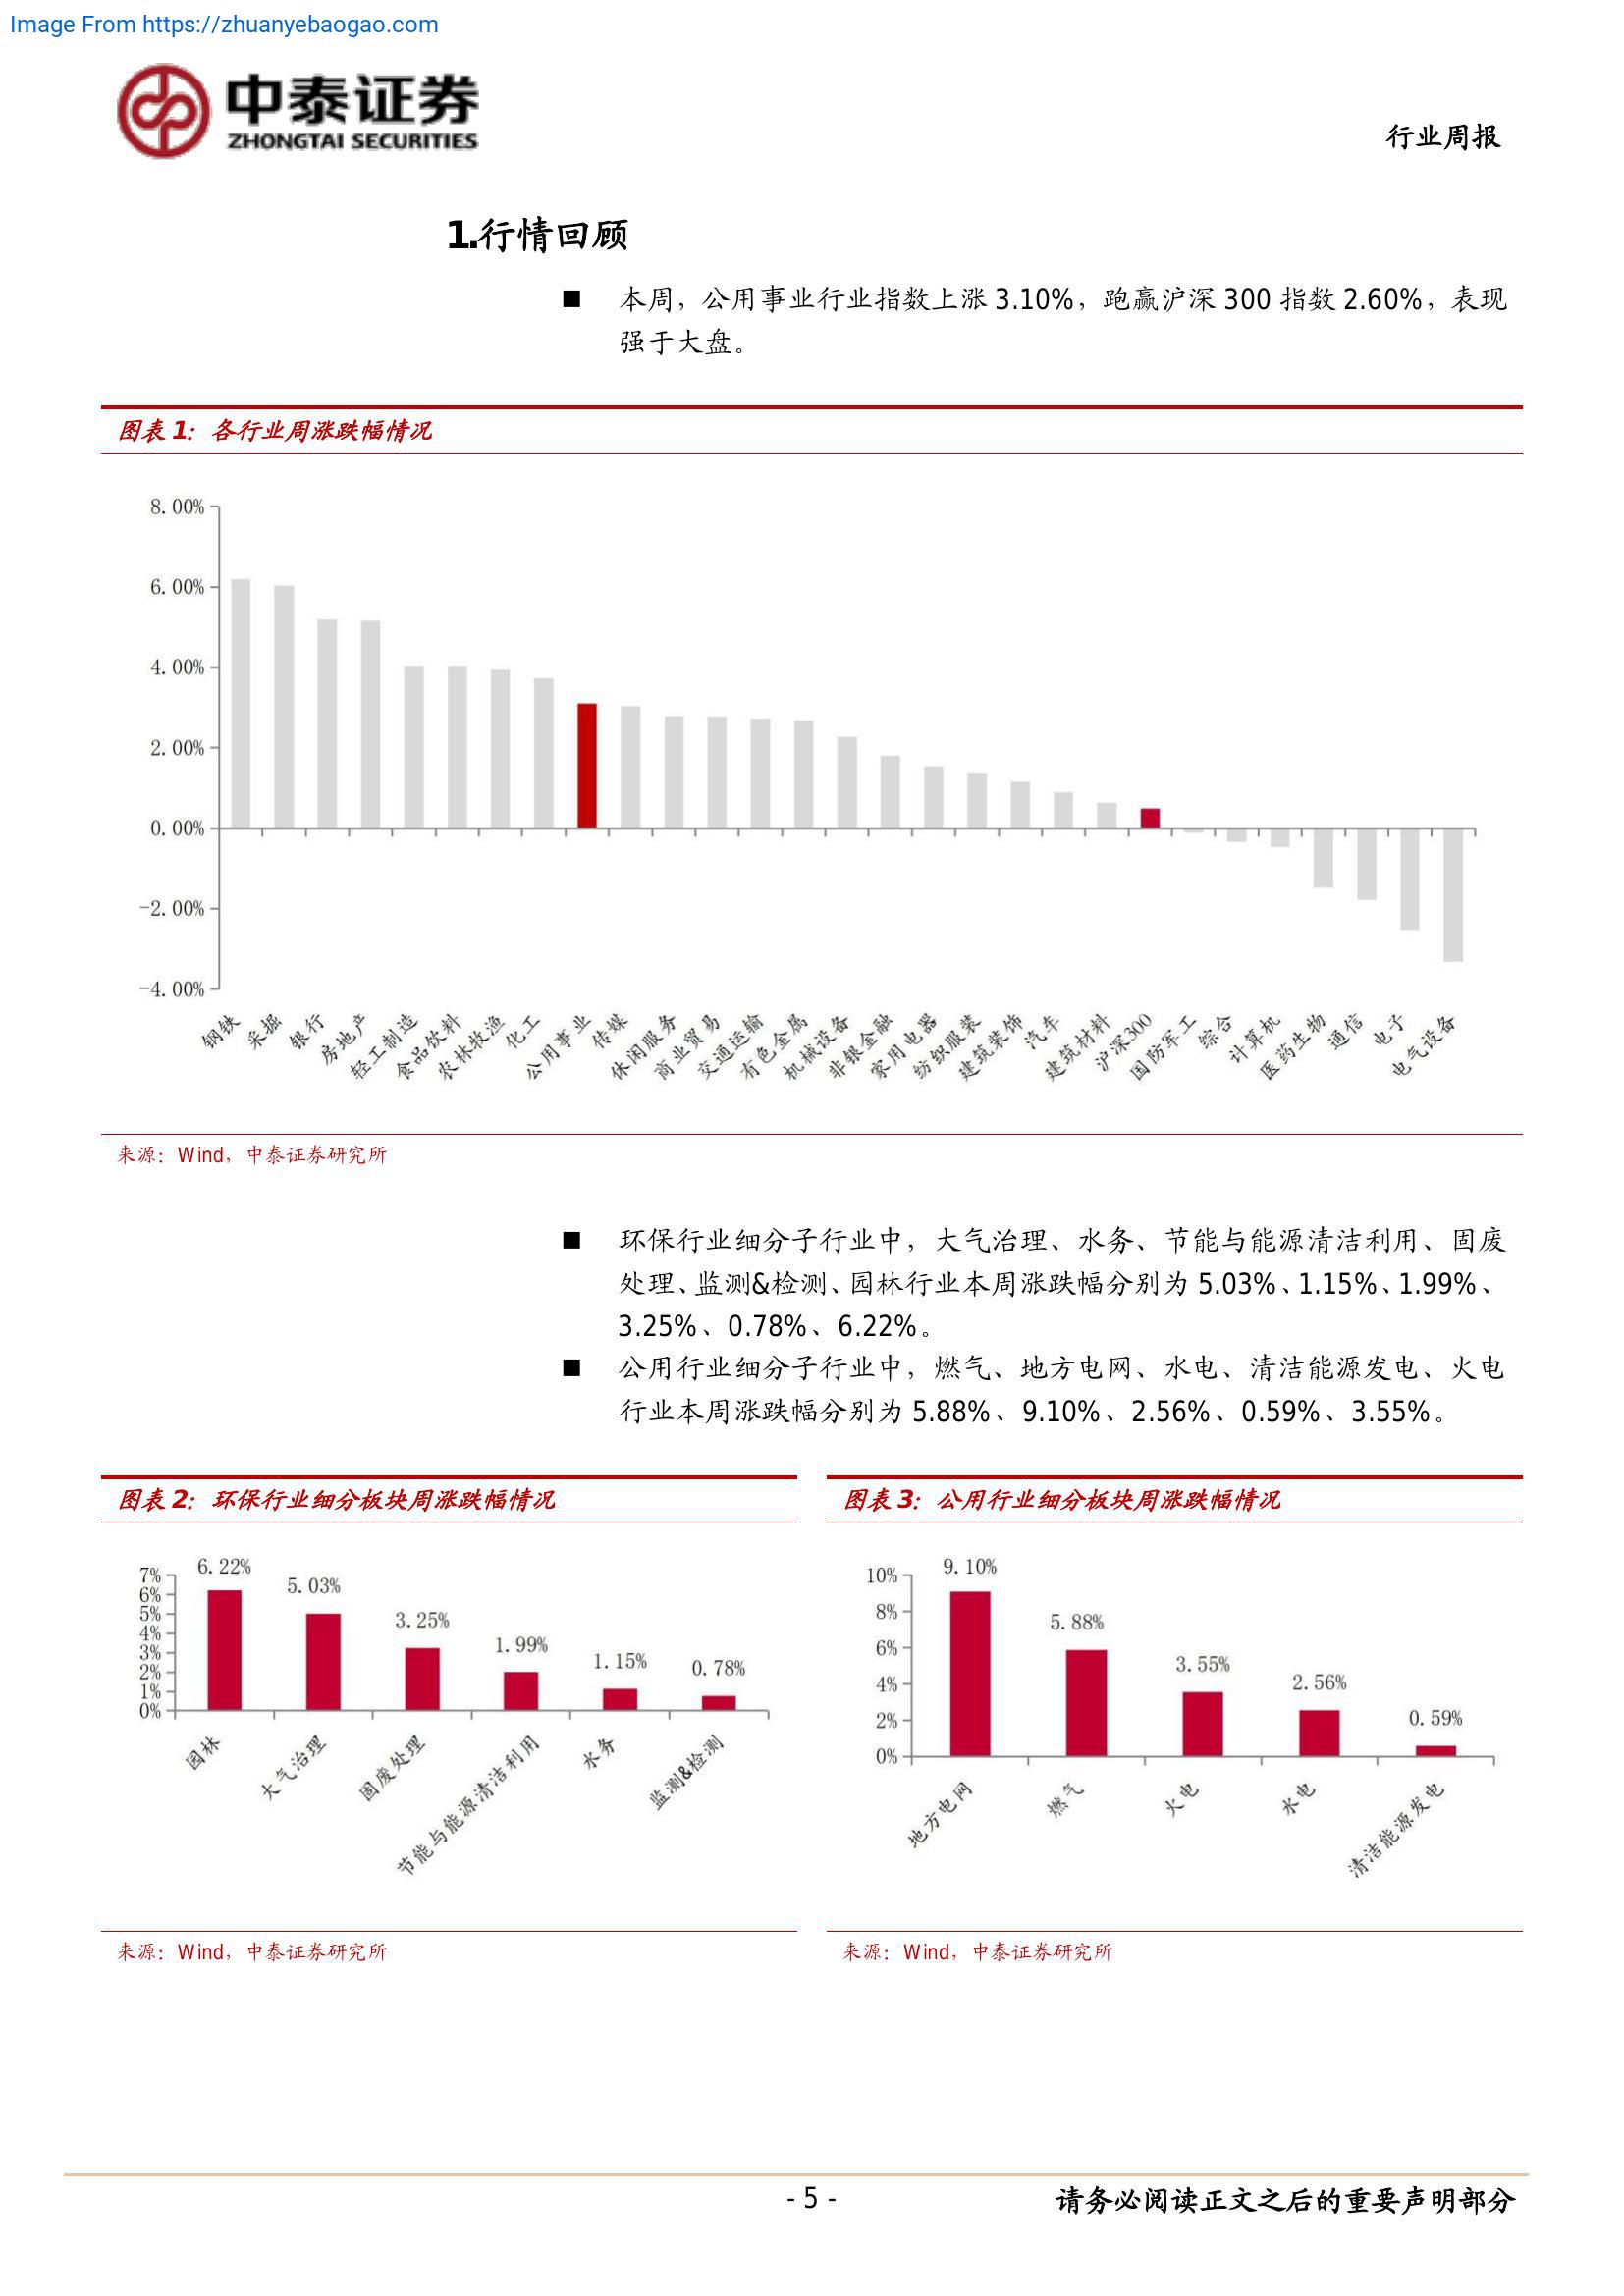 Image From https://zhuanyebaogao.com
中泰证券
ZHONGTAI SECURITIES
行业周报
1.行情回顾
■ 本周，公用事业行业指数上涨 3.10%，跑赢沪深 300 指数 2.60%，表现
强于大盘。
图表 1：各行业周涨跌幅情况
8.00%
6.00%
4.00%
2.00%
0.00%
-2.00%
-4.00%
钢铁
采掘
银行
房地产
轻工制造
食品饮料
农林牧渔
化工
公用事业
传媒
休闲服务
商业贸易
交通运输
有色金属
机械设备
非银金融
家用电器
纺织服装
建筑装饰
汽车
建筑材料
沪深300
国防军工
综合
计算机
医药生物
通信
电子
电气设备
来源：Wind，中泰证券研究所
■ 环保行业细分子行业中，大气治理、水务、节能与能源清洁利用、固废
处理、监测&检测、园林行业本周涨跌幅分别为 5.03%、1.15%、1.99%、
3.25%、0.78%、6.22%。
■ 公用行业细分子行业中，燃气、地方电网、水电、清洁能源发电、火电
行业本周涨跌幅分别为 5.88%、9.10%、2.56%、0.59%、3.55%。
图表 2：环保行业细分板块周涨跌幅情况
7%
6%
5%
4%
3%
2%
1%
0%
6.22%
5.03%
3.25%
1.99%
1.15%
0.78%
园林
大气治理
固废处理
节能与能源清洁利用
水务
监测&检测
来源：Wind，中泰证券研究所
图表 3：公用行业细分板块周涨跌幅情况
10%
8%
6%
4%
2%
0%
9.10%
5.88%
3.55%
2.56%
0.59%
地方电网
燃气
火电
水电
清洁能源发电
来源：Wind，中泰证券研究所
- 5 -
请务必阅读正文之后的重要声明部分